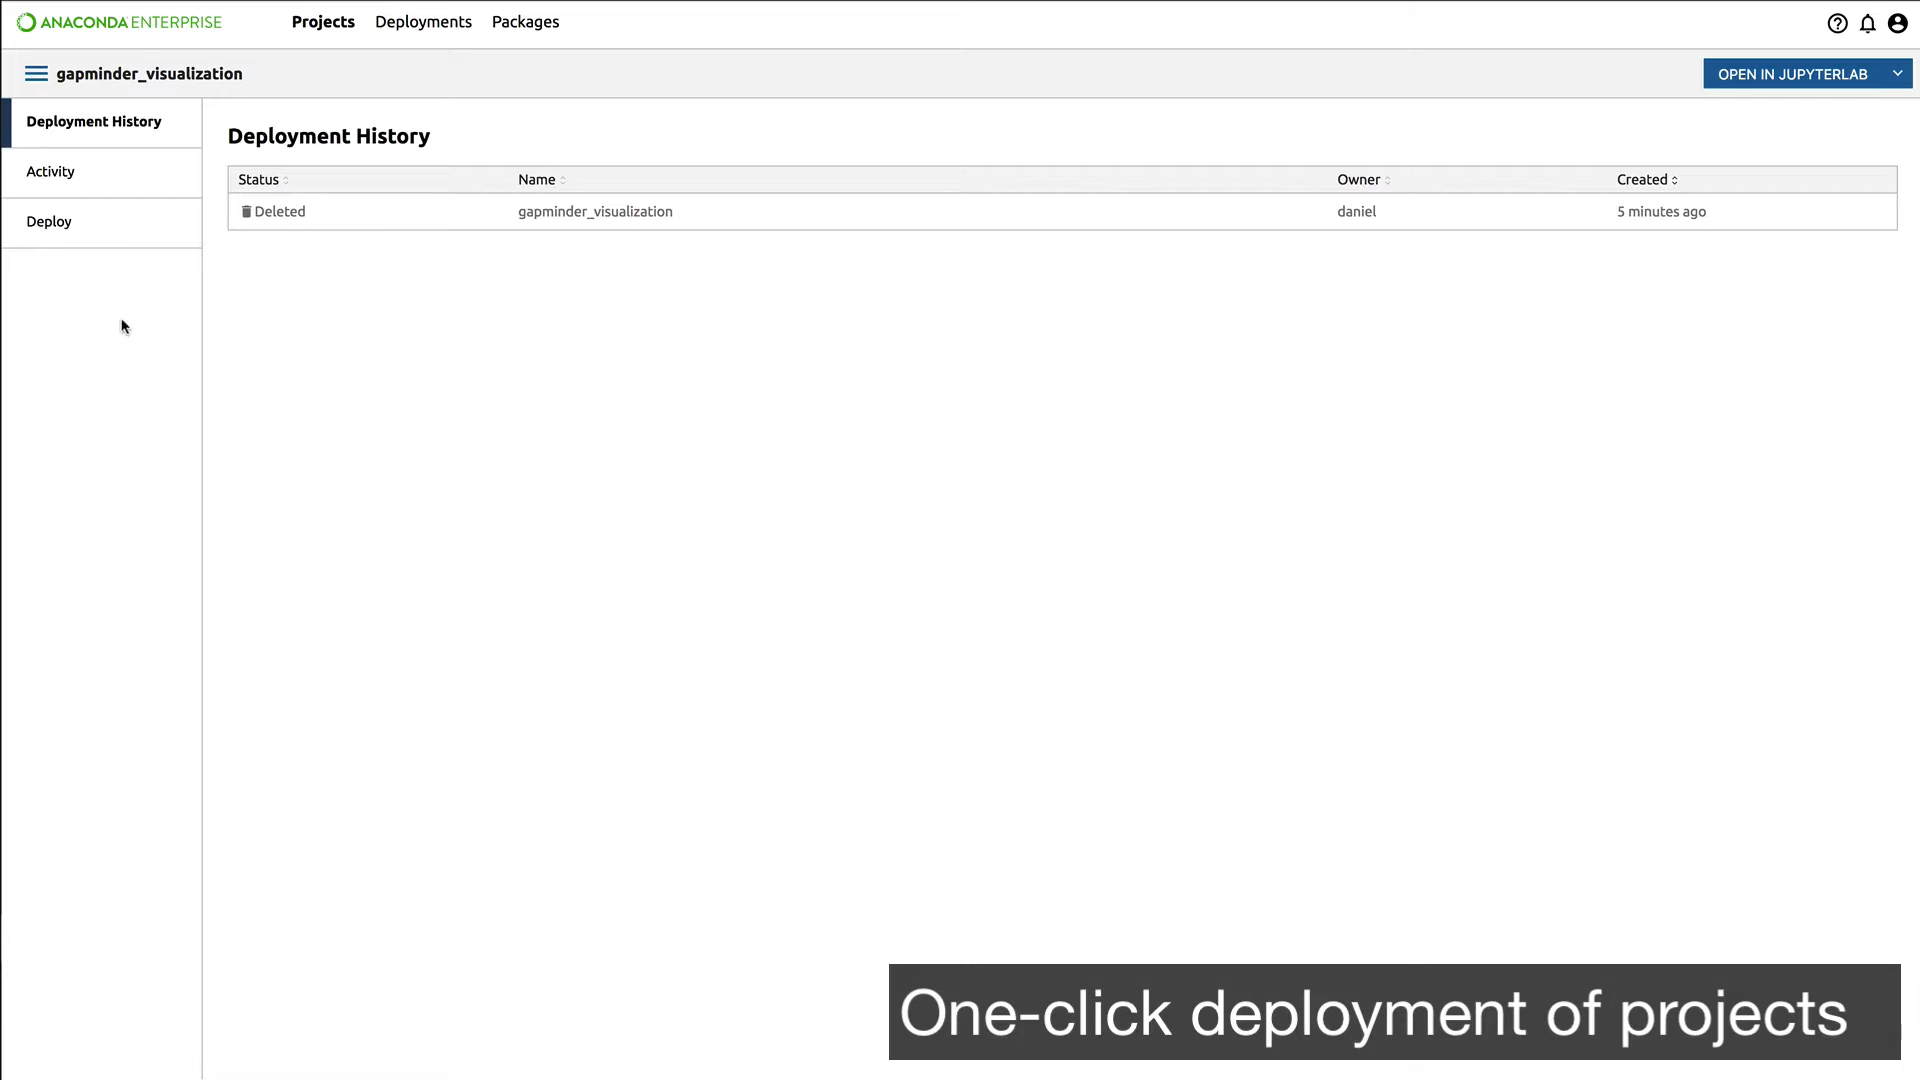 ANACONDA ENTERPRISE Projects Deployments Packages
gapminder_visualization OPEN IN JUPYTERLAB
Deployment History
Activity
Deploy
Deployment History
Status Name Owner Created
Deleted gapminder_visualization daniel 5 minutes ago
One-click deployment of projects